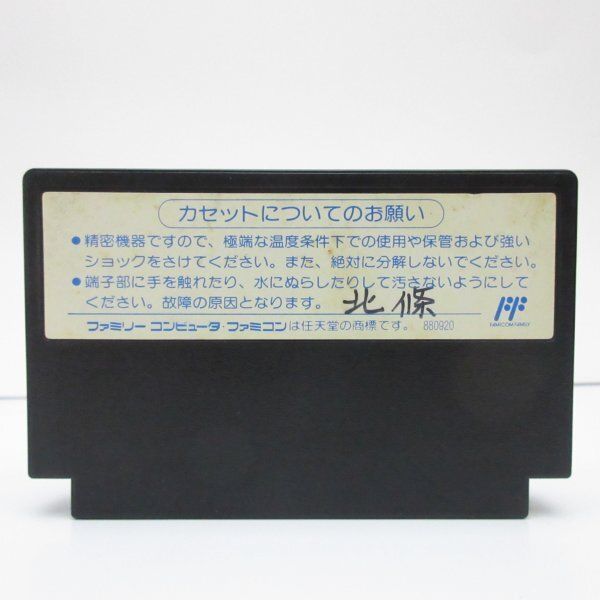 カセットについてのお願い
●精密機器ですので、極端な温度条件下での使用や保管および強い
ショックをさけてください。また、絶対に分解しないでください。
●端子部に手を触れたり、水にぬらしたりして汚さないようにして
ください。故障の原因となります。 北條
ファミリーコンピュータ・ファミコンは任天堂の商標です。 880920
FAMICOM FAMILY